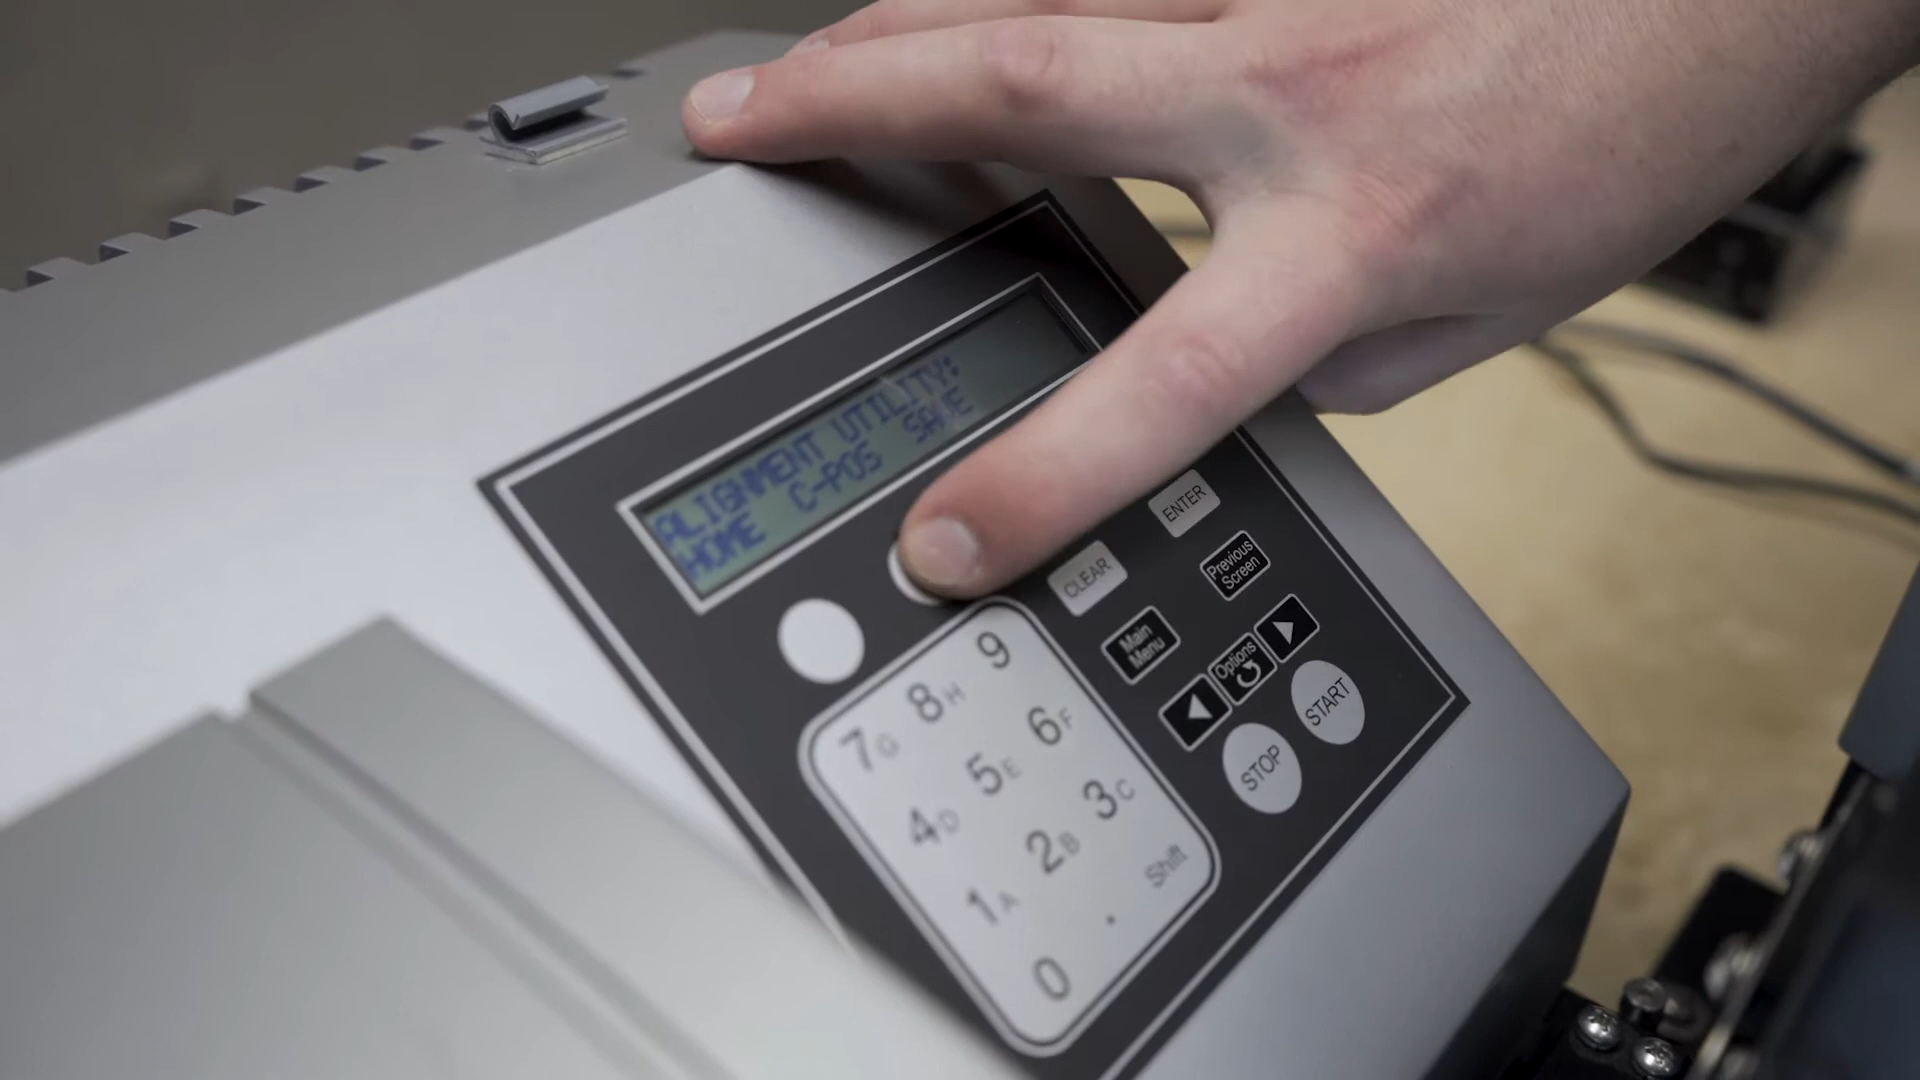 ALIGNMENT UTILITY:
HOME C-POS SAVE
ENTER
CLEAR
Previous
Screen
Main
Menu
Options
START
STOP
7G 8H 9
4D 5E 6F
1A 2B 3C
0 . Shift